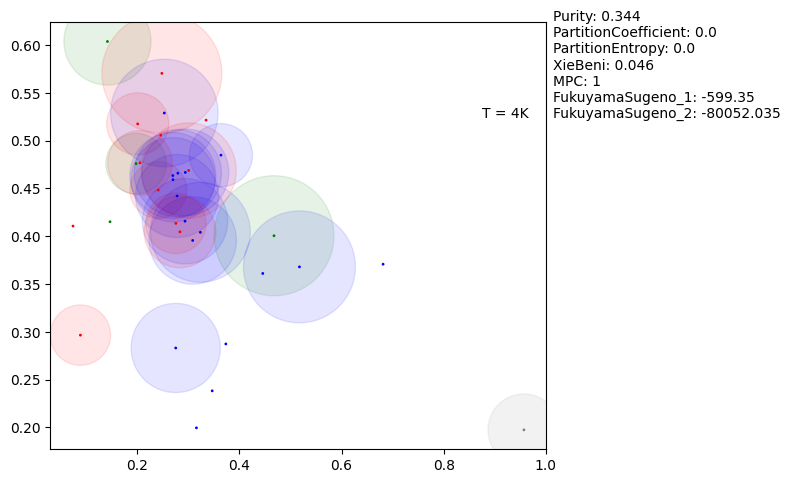 Purity: 0.344
PartitionCoefficient: 0.0
PartitionEntropy: 0.0
XieBeni: 0.046
MPC: 1
FukuyamaSugeno_1: -599.35
FukuyamaSugeno_2: -80052.035
T = 4K
0.60
0.55
0.50
0.45
0.40
0.35
0.30
0.25
0.20
0.2 0.4 0.6 0.8 1.0